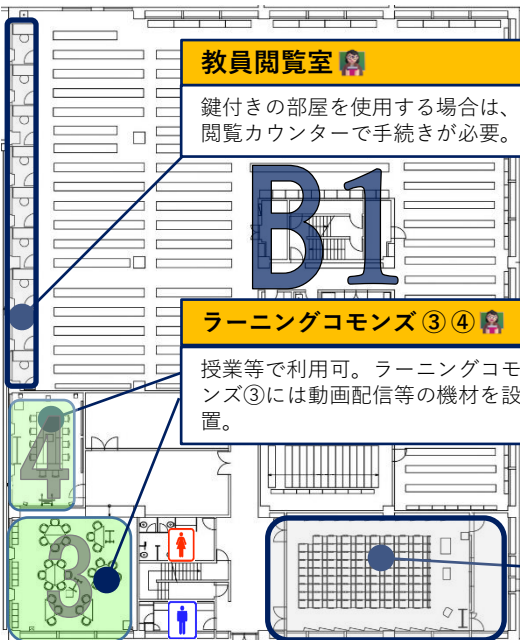 教員閲覧室
鍵付きの部屋を使用する場合は、
閲覧カウンターで手続きが必要。
B1
ラーニングコモンズ③④
授業等で利用可。ラーニングコモ
ンズ③には動画配信等の機材を設
置。
4
3